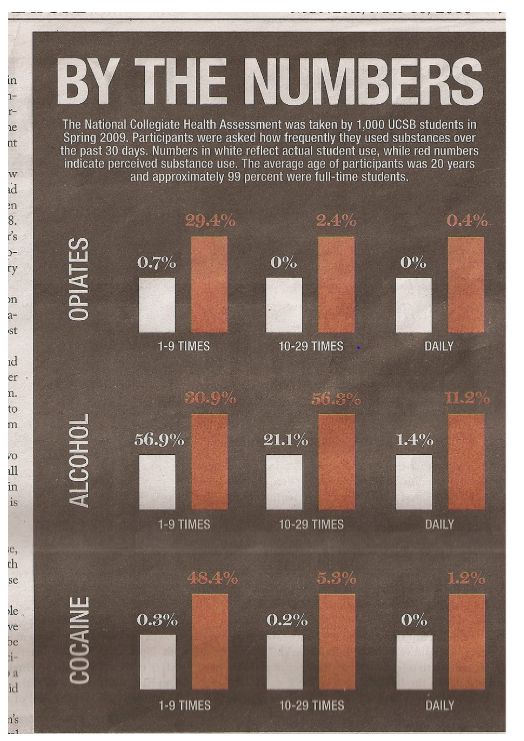 BY THE NUMBERS
The National Collegiate Health Assessment was taken by 1,000 UCSB students in
Spring 2009. Participants were asked how frequently they used substances over
the past 30 days. Numbers in white reflect actual student use, while red numbers
indicate perceived substance use. The average age of participants was 20 years
and approximately 99 percent were full-time students.
OPIATES
0.7% 29.4% 0% 2.4% 0% 0.4%
1-9 TIMES 10-29 TIMES DAILY
ALCOHOL
56.9% 30.9% 21.1% 56.3% 1.4% 11.2%
1-9 TIMES 10-29 TIMES DAILY
COCAINE
0.3% 48.4% 0.2% 5.3% 0% 1.2%
1-9 TIMES 10-29 TIMES DAILY